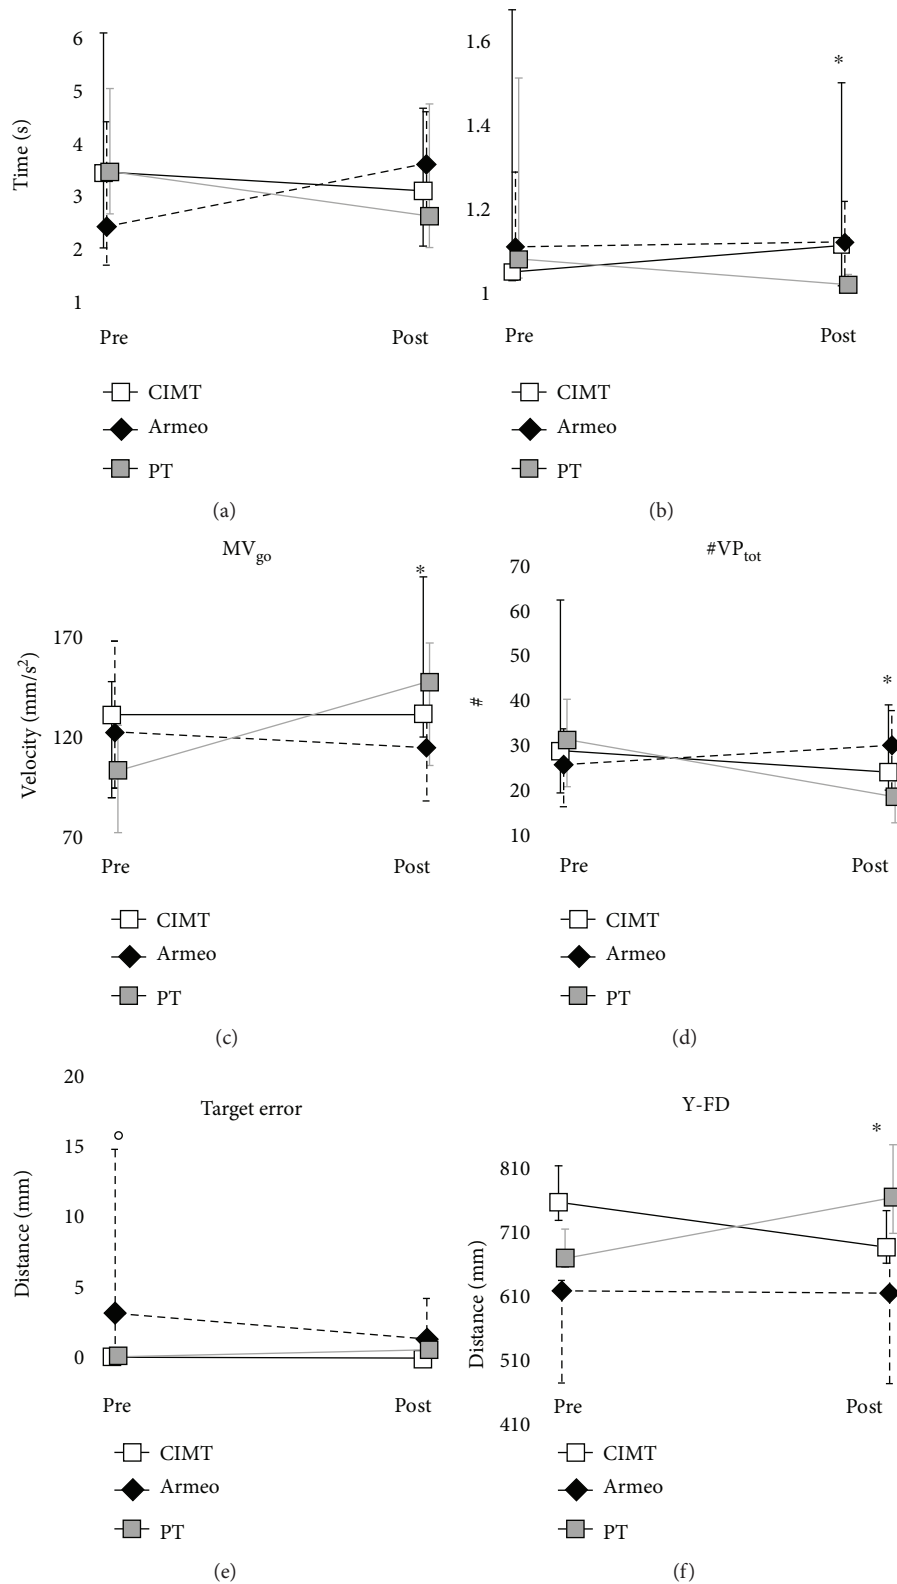 6
5
4
3
2
1
Time (s)
Pre
Post
CIMT
Armeo
PT
(a)
1.6
1.4
1.2
1
*
Pre
Post
CIMT
Armeo
PT
(b)
MV_go
170
120
70
Velocity (mm/s²)
*
Pre
Post
CIMT
Armeo
PT
(c)
#VP_tot
70
60
50
40
30
20
10
#
*
Pre
Post
CIMT
Armeo
PT
(d)
Target error
20
15
10
5
0
Distance (mm)
Pre
Post
CIMT
Armeo
PT
(e)
Y-FD
810
710
610
510
410
Distance (mm)
*
Pre
Post
CIMT
Armeo
PT
(f)